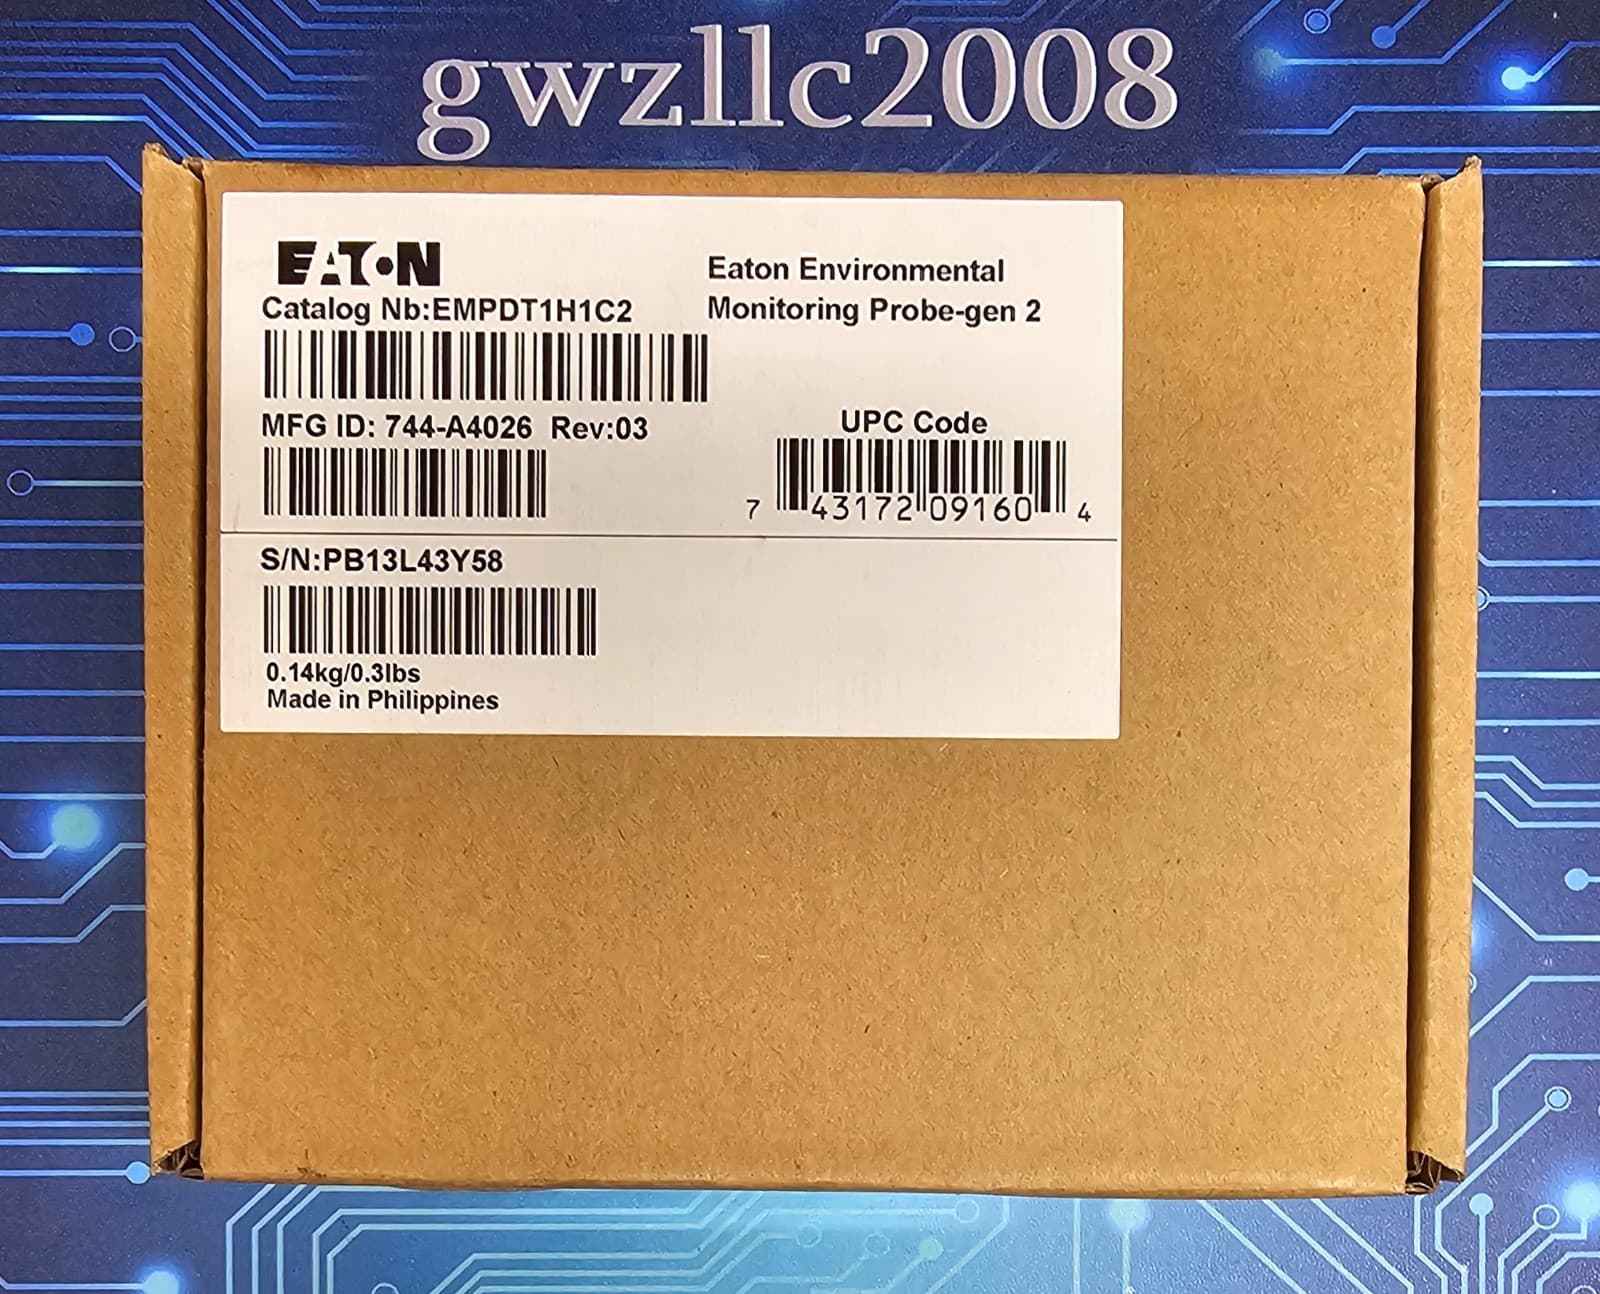 gwzllc2008
EATON
Catalog Nb:EMPDT1H1C2
Eaton Environmental
Monitoring Probe-gen 2
MFG ID: 744-A4026 Rev:03
UPC Code
7 43172 09160 4
S/N:PB13L43Y58
0.14kg/0.3lbs
Made in Philippines